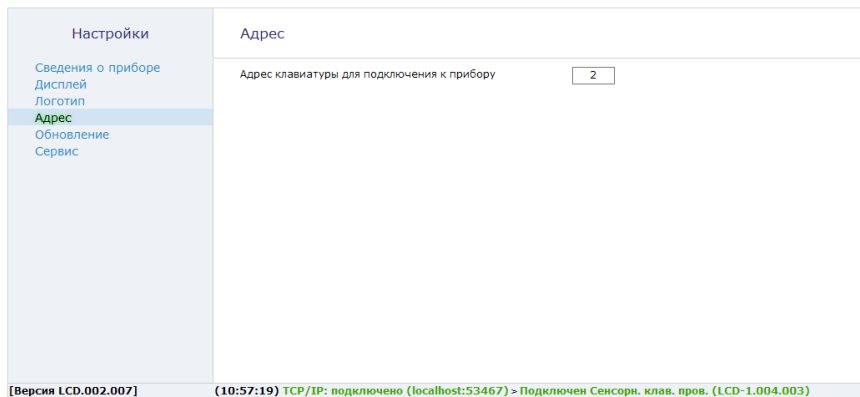 Настройки
Адрес
Сведения о приборе
Дисплей
Логотип
Адрес
Обновление
Сервис
Адрес клавиатуры для подключения к прибору 2
[Версия LCD.002.007] (10:57:19) TCP/IP: подключено (localhost:53467) > Подключен Сенсорн. клав. пров. (LCD-1.004.003)